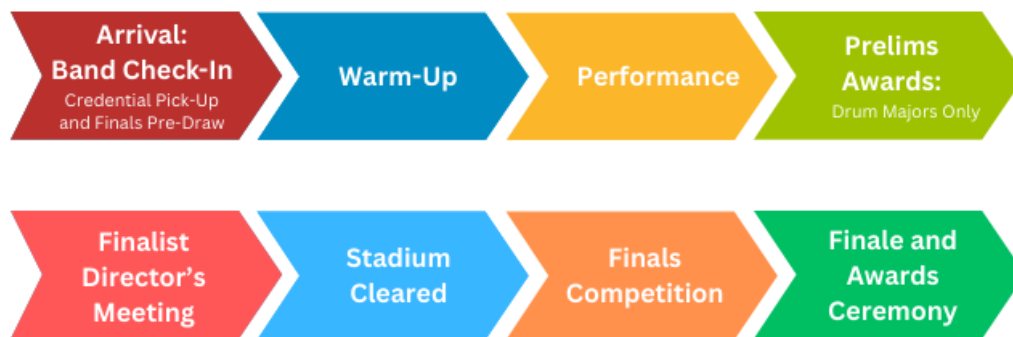 Arrival:
Band Check-In
Credential Pick-Up
and Finals Pre-Draw
Warm-Up
Performance
Prelims
Awards:
Drum Majors Only
Finalist
Director's
Meeting
Stadium
Cleared
Finals
Competition
Finale and
Awards
Ceremony